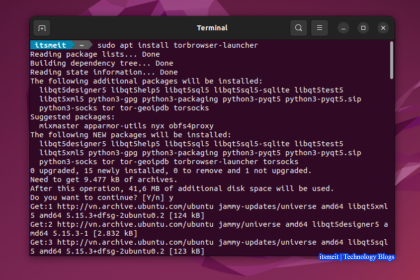 Terminal
itsmeit ~ sudo apt install torbrowser-launcher
Reading package lists... Done
Building dependency tree... Done
Reading state information... Done
The following additional packages will be installed:
libqt5designer5 libqt5help5 libqt5sql5 libqt5sql5-sqlite libqt5test5
libqt5xml5 python3-gpg python3-packaging python3-pyqt5 python3-pyqt5.sip
python3-socks tor tor-geoipdb torbrowser-launcher torsocks
Suggested packages:
mixmaster apparmor-utils nyx obfs4proxy
The following NEW packages will be installed:
libqt5designer5 libqt5help5 libqt5sql5 libqt5sql5-sqlite libqt5test5
libqt5xml5 python3-gpg python3-packaging python3-pyqt5 python3-pyqt5.sip
python3-socks tor tor-geoipdb torbrowser-launcher torsocks
0 upgraded, 15 newly installed, 0 to remove and 1 not upgraded.
Need to get 9.477 kB of archives.
After this operation, 41,6 MB of additional disk space will be used.
Do you want to continue? [Y/n] y
Get:1 http://vn.archive.ubuntu.com/ubuntu jammy-updates/universe amd64 libqt5xml
5 amd64 5.15.3+dfsg-2ubuntu0.2 [124 kB]
Get:2 http://vn.archive.ubuntu.com/ubuntu jammy/universe amd64 libqt5designer5 a
md64 5.15.3-1 [2.832 kB]
Get:3 http://vn.archive.ubuntu.com/ubuntu jammy-updates/universe amd64 libqt5sql
5 amd64 5.15.3+dfsg-2ubuntu0.2 [123 kB]
itsmeit | Technology Blogs